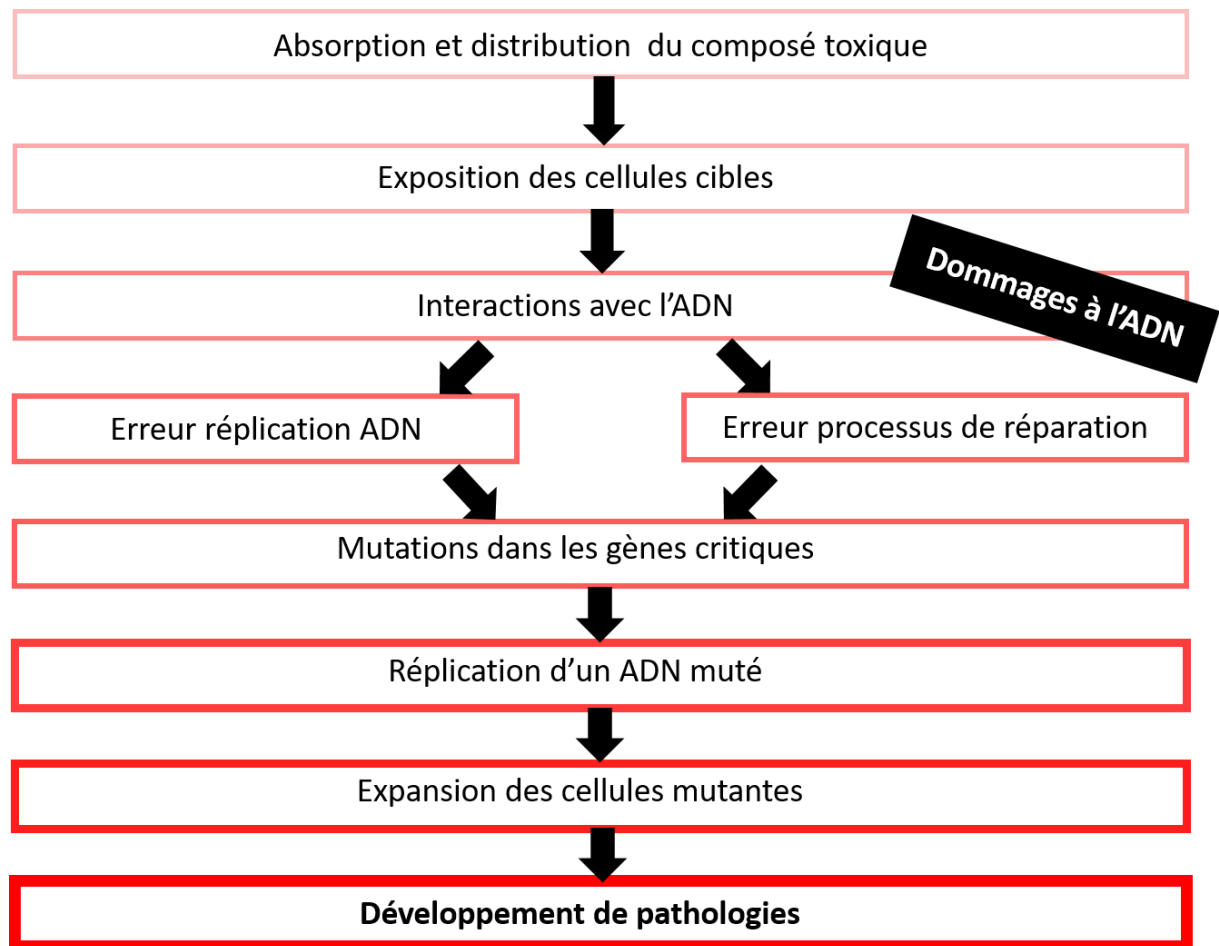 Absorption et distribution du composé toxique
Exposition des cellules cibles
Dommages à l'ADN
Interactions avec l'ADN
Erreur réplication ADN
Erreur processus de réparation
Mutations dans les gènes critiques
Réplication d'un ADN muté
Expansion des cellules mutantes
Développement de pathologies